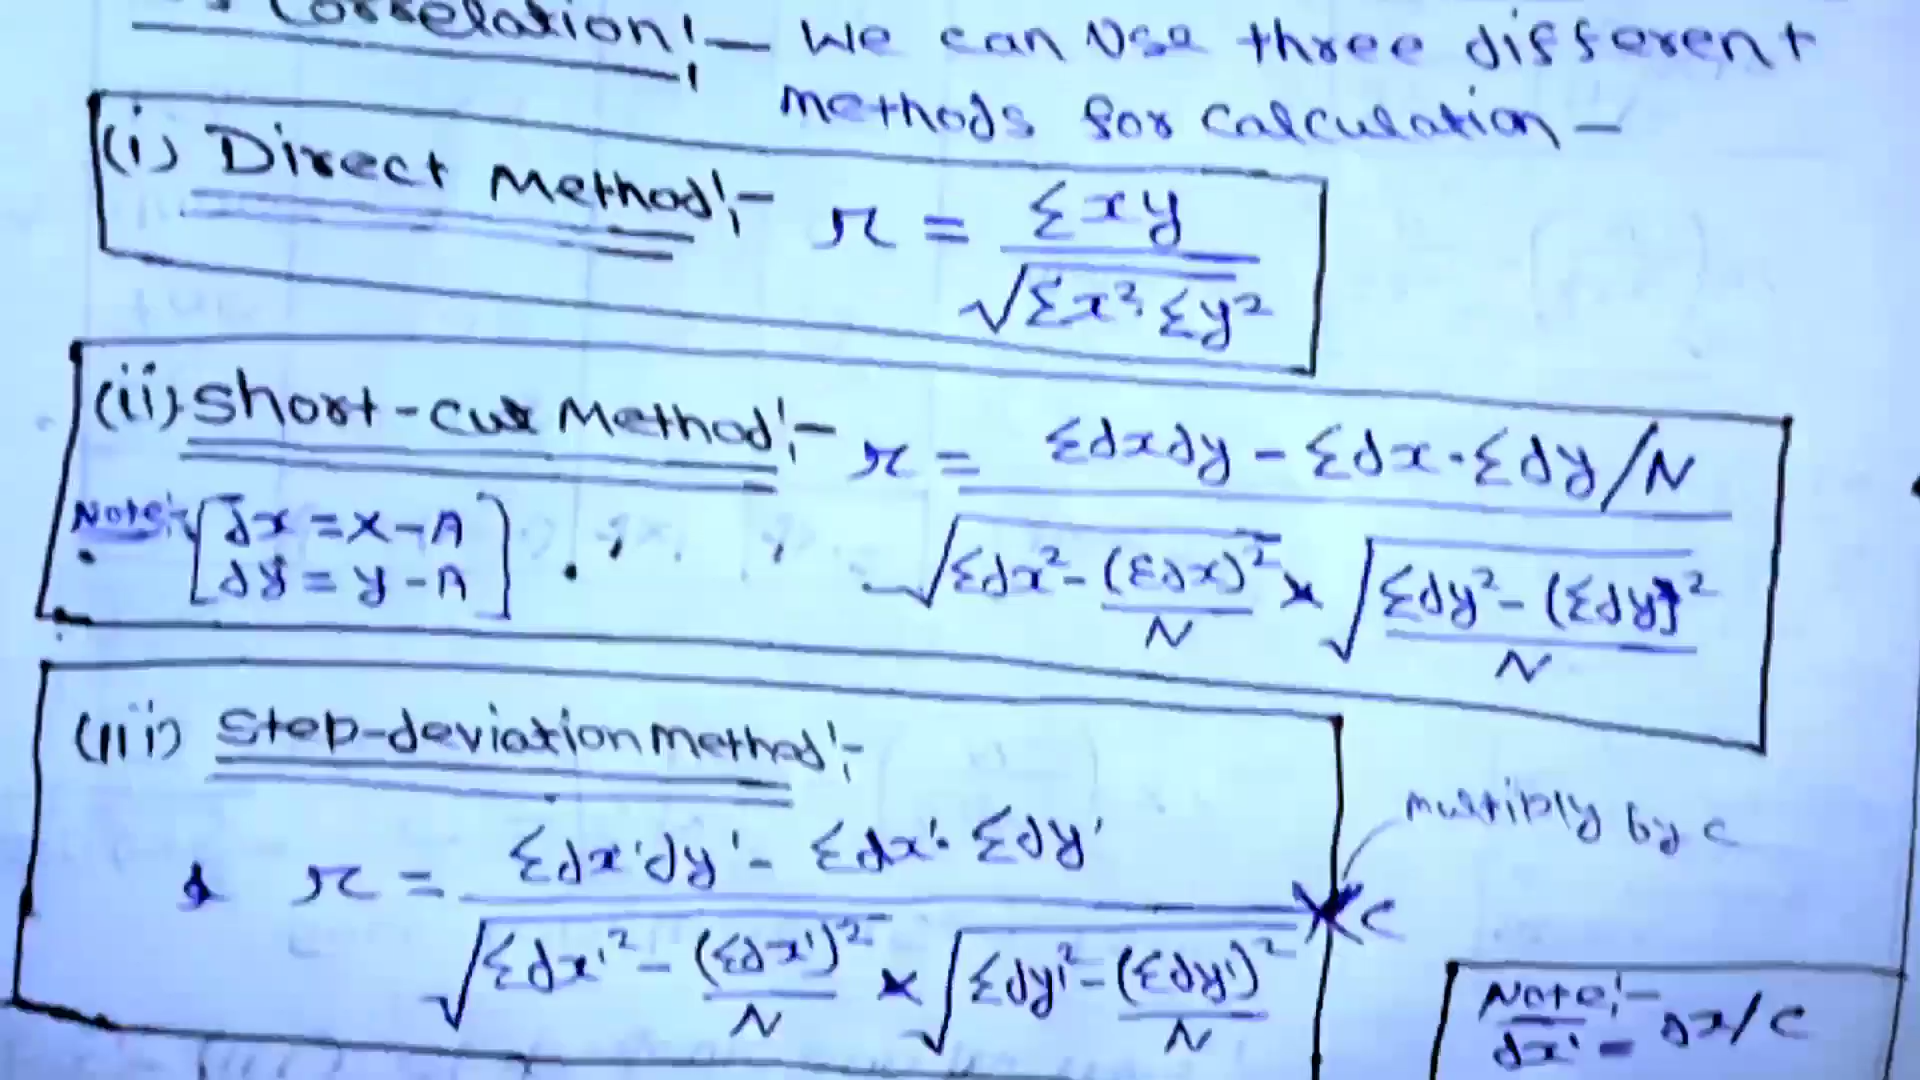 Correlation:- We can Use three different
methods for Calculation -
(i) Direct Method:- r = Σxy / √Σx². Σy²
(ii) Short-cut Method:- r = Σdxdy - Σdx . Σdy/N / √Σdx² - (Σdx)²/N × √Σdy² - (Σdy)²/N
Note:- [dx = x - A
dy = y - A]
(iii) Step-deviation Method:-
r = Σdx'dy' - Σdx'. Σdy' / √Σdx'² - (Σdx')²/N × √Σdy'² - (Σdy')²/N × C
multiply by C
Note:-
dx' = dx/C